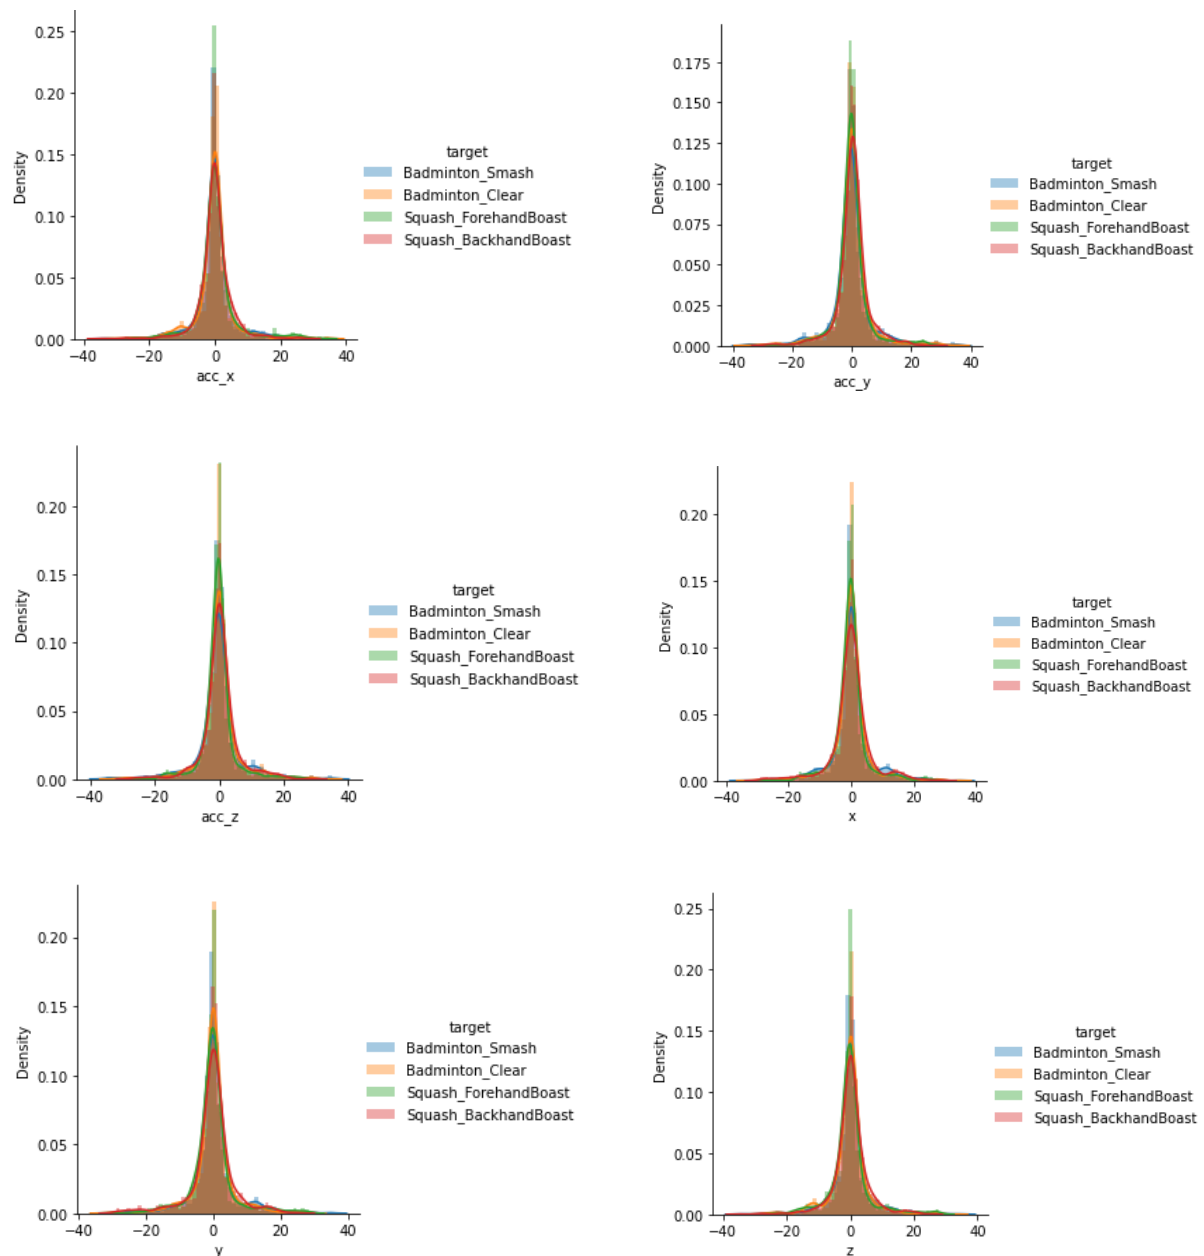 0.25
0.20
0.15
0.10
0.05
0.00
Density
−40 −20 0 20 40
acc_x
target
Badminton_Smash
Badminton_Clear
Squash_ForehandBoast
Squash_BackhandBoast
0.175
0.150
0.125
0.100
0.075
0.050
0.025
0.000
Density
−40 −20 0 20 40
acc_y
target
Badminton_Smash
Badminton_Clear
Squash_ForehandBoast
Squash_BackhandBoast
0.20
0.15
0.10
0.05
0.00
Density
−40 −20 0 20 40
acc_z
target
Badminton_Smash
Badminton_Clear
Squash_ForehandBoast
Squash_BackhandBoast
0.20
0.15
0.10
0.05
0.00
Density
−40 −20 0 20 40
x
target
Badminton_Smash
Badminton_Clear
Squash_ForehandBoast
Squash_BackhandBoast
0.20
0.15
0.10
0.05
0.00
Density
−40 −20 0 20 40
y
target
Badminton_Smash
Badminton_Clear
Squash_ForehandBoast
Squash_BackhandBoast
0.25
0.20
0.15
0.10
0.05
0.00
Density
−40 −20 0 20 40
z
target
Badminton_Smash
Badminton_Clear
Squash_ForehandBoast
Squash_BackhandBoast